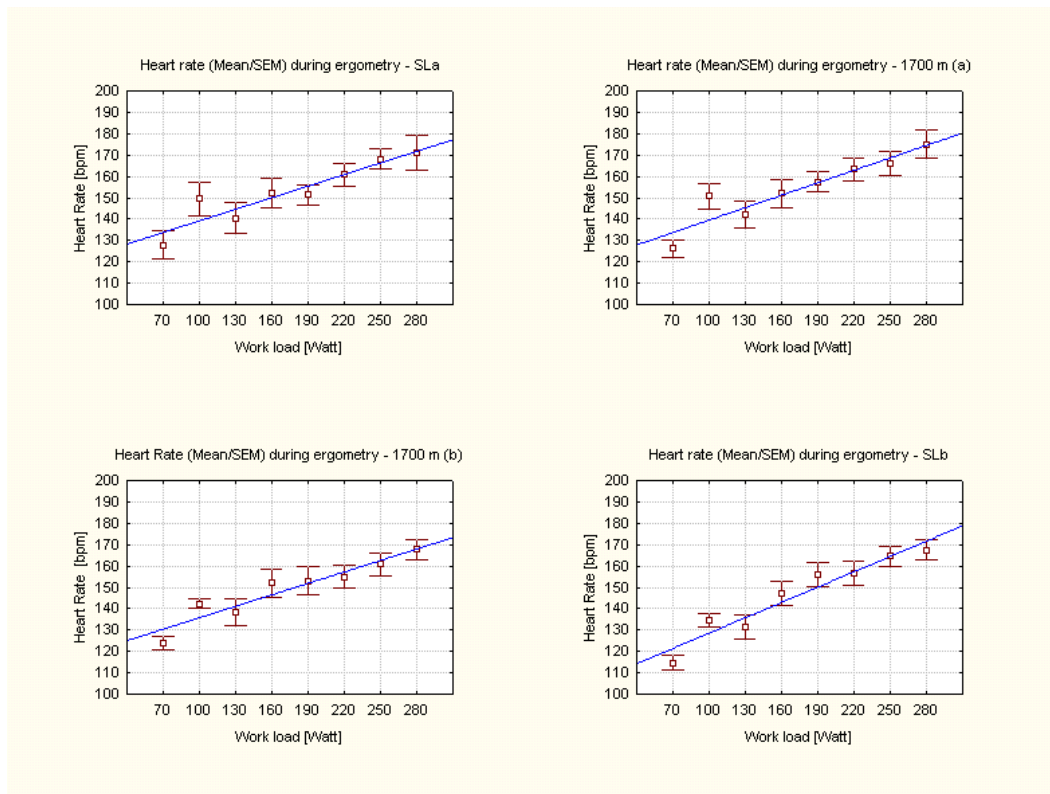 Heart rate (Mean/SEM) during ergometry - SLa
200
190
180
170
160
150
140
130
120
110
100
Heart Rate [bpm]
70 100 130 160 190 220 250 280
Work load [Watt]
Heart rate (Mean/SEM) during ergometry - 1700 m (a)
200
190
180
170
160
150
140
130
120
110
100
Heart Rate [bpm]
70 100 130 160 190 220 250 280
Work load [Watt]
Heart Rate (Mean/SEM) during ergometry - 1700 m (b)
200
190
180
170
160
150
140
130
120
110
100
Heart Rate [bpm]
70 100 130 160 190 220 250 280
Work load [Watt]
Heart rate (Mean/SEM) during ergometry - SLb
200
190
180
170
160
150
140
130
120
110
100
Heart Rate [bpm]
70 100 130 160 190 220 250 280
Work load [Watt]